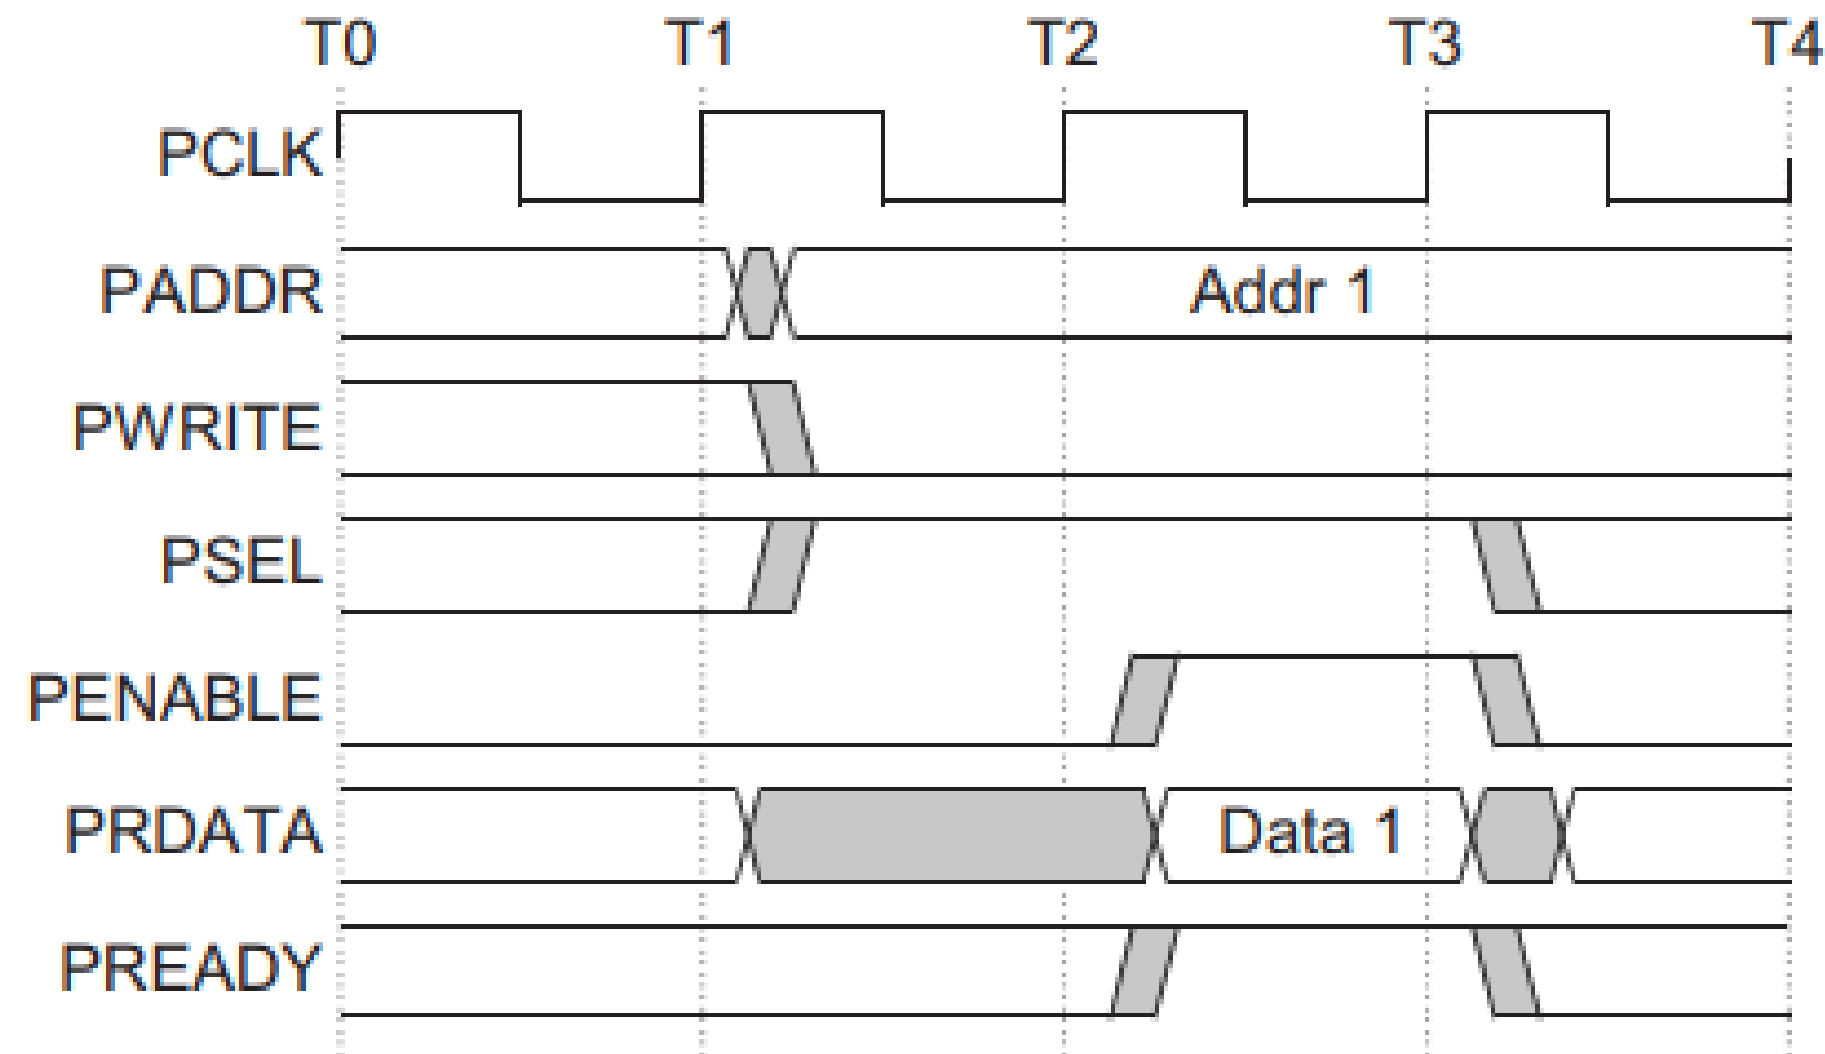 T0 T1 T2 T3 T4
PCLK
PADDR Addr 1
PWRITE
PSEL
PENABLE
PRDATA Data 1
PREADY